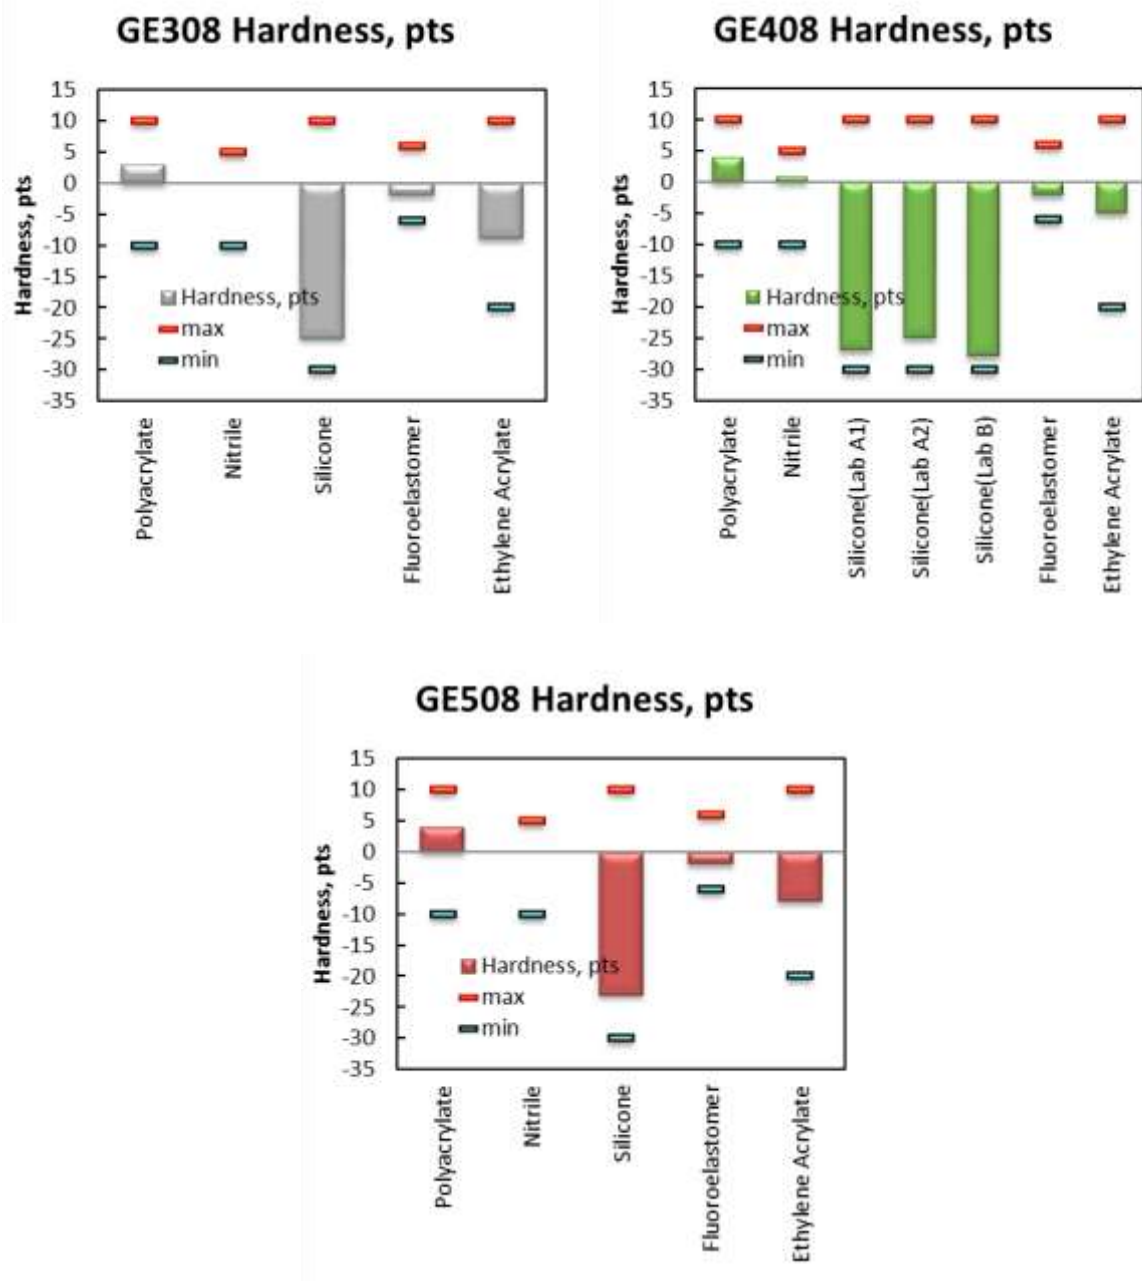 GE308 Hardness, pts
15
10
5
0
-5
-10
-15
-20
-25
-30
-35
Hardness, pts
Hardness, pts
max
min
Polyacrylate
Nitrile
Silicone
Fluoroelastomer
Ethylene Acrylate
GE408 Hardness, pts
15
10
5
0
-5
-10
-15
-20
-25
-30
-35
Hardness, pts
Hardness, pts
max
min
Polyacrylate
Nitrile
Silicone(Lab A1)
Silicone(Lab A2)
Silicone(Lab B)
Fluoroelastomer
Ethylene Acrylate
GE508 Hardness, pts
15
10
5
0
-5
-10
-15
-20
-25
-30
-35
Hardness, pts
Hardness, pts
max
min
Polyacrylate
Nitrile
Silicone
Fluoroelastomer
Ethylene Acrylate